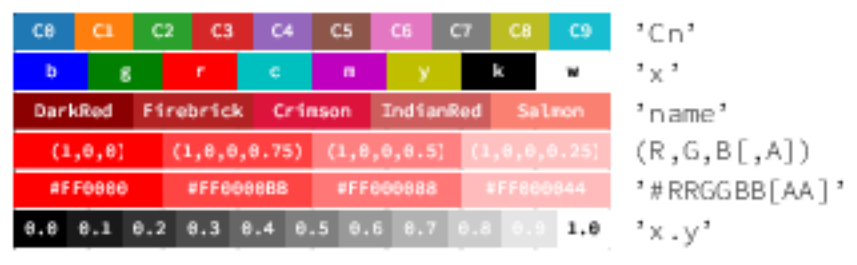 C0 C1 C2 C3 C4 C5 C6 C7 C8 C9 'Cn'
b g r c m y k w 'x'
DarkRed Firebrick Crimson IndianRed Salmon 'name'
(1,0,0) (1,0,0,0.75) (1,0,0,0.5) (1,0,0,0.25) (R,G,B[,A])
#FF0000 #FF0000BB #FF000088 #FF000044 '#RRGGBB[AA]'
0.0 0.1 0.2 0.3 0.4 0.5 0.6 0.7 0.8 0.9 1.0 'x.y'